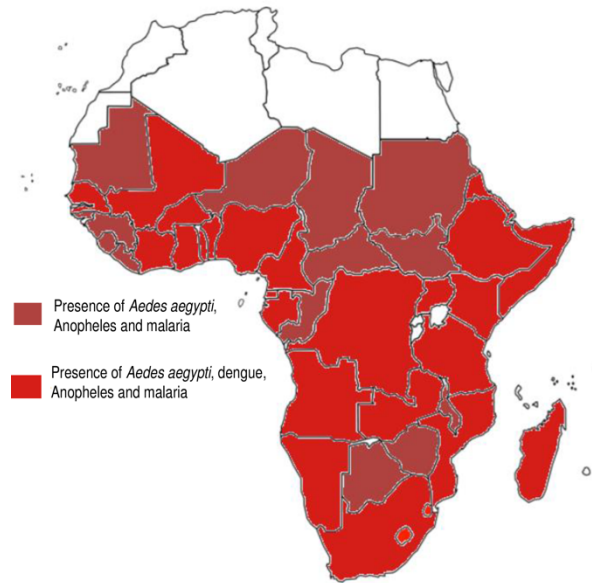 Presence of Aedes aegypti,
Anopheles and malaria
Presence of Aedes aegypti, dengue,
Anopheles and malaria